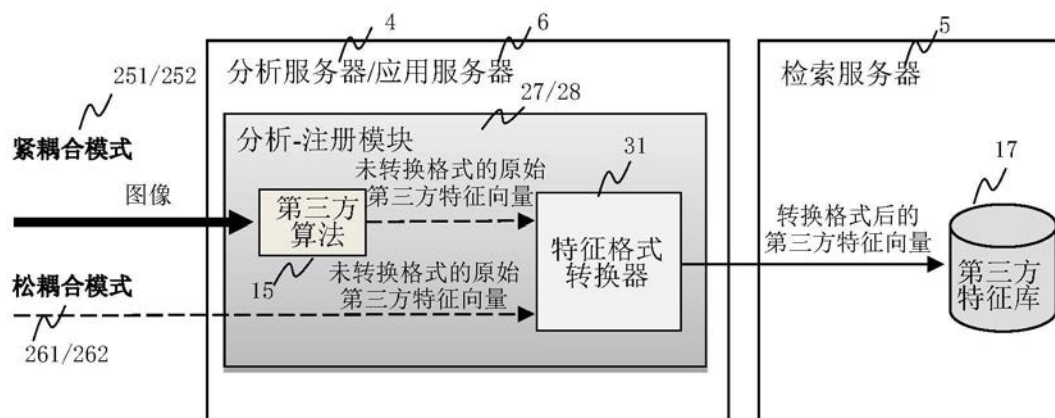 4
6
5
251/252
分析服务器/应用服务器
检索服务器
27/28
紧耦合模式
分析-注册模块
31
17
图像
未转换格式的原始
第三方特征向量
第三方
算法
转换格式后的
第三方特征向量
特征格式
转换器
第三方
特征库
松耦合模式
15
未转换格式的原始
第三方特征向量
261/262